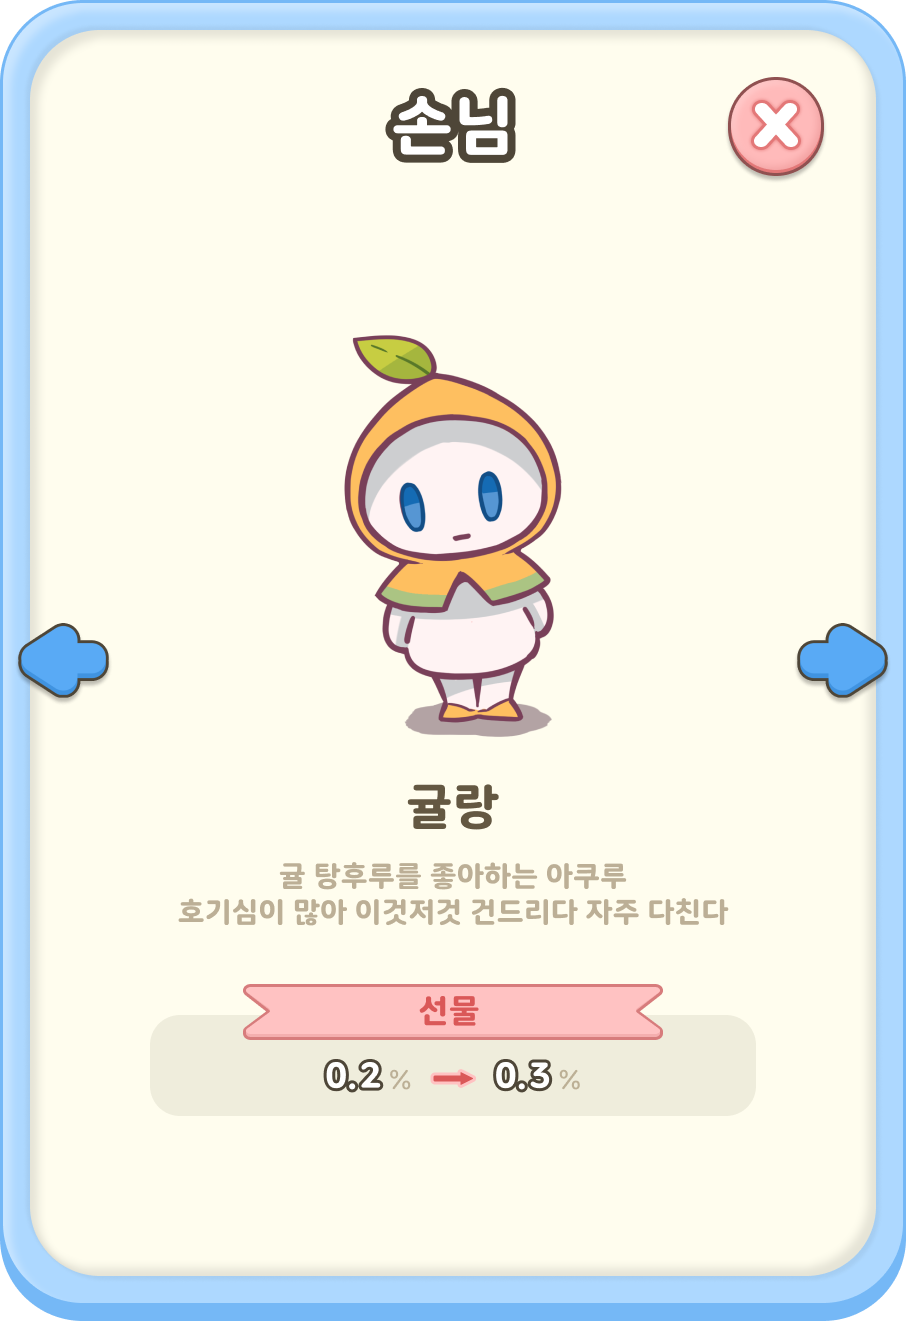 손님
귤랑
귤 탕후루를 좋아하는 아쿠루
호기심이 많아 이것저것 건드리다 자주 다친다
선물
0.2 % → 0.3 %